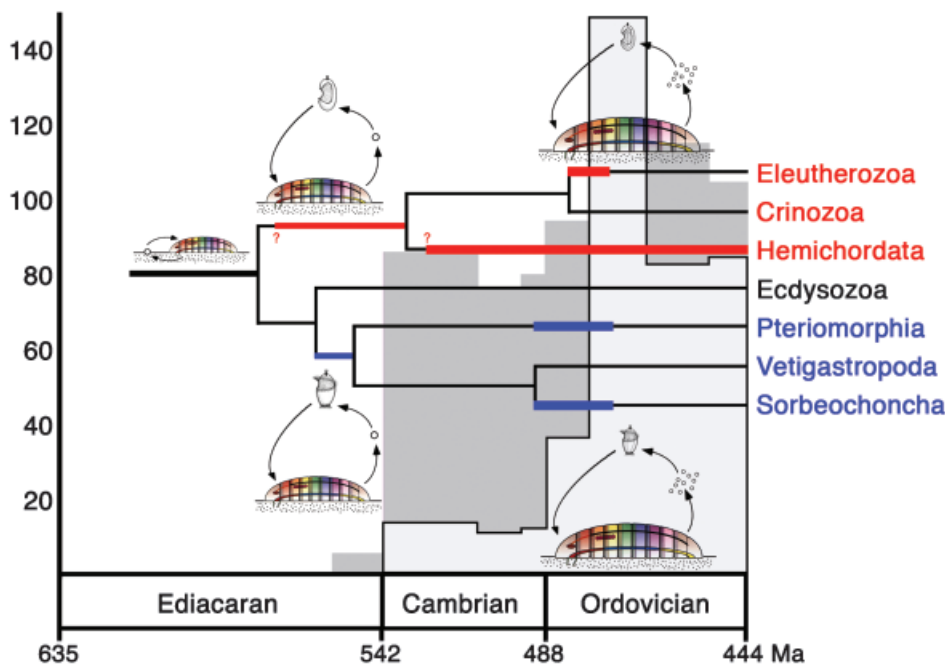 140
120
100
80
60
40
20
?
?
Eleutherozoa
Crinozoa
Hemichordata
Ecdysozoa
Pteriomorphia
Vetigastropoda
Sorbeochoncha
Ediacaran
Cambrian
Ordovician
635
542
488
444 Ma